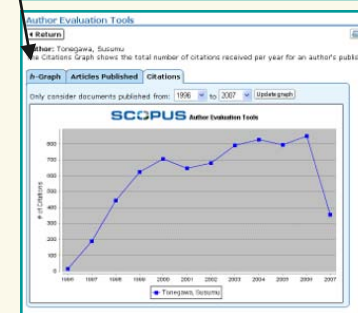 Author Evaluation Tools
Return
Author: Tonegawa, Susumu
The Citations Graph shows the total number of citations received per year for an author's publis
h-Graph Articles Published Citations
Only consider documents published from: 1996 to 2007 Update graph
SCOPUS Author Evaluation Tools
# of Citations
800
700
600
500
400
300
200
100
0
1996 1997 1998 1999 2000 2001 2002 2003 2004 2005 2006 2007
Tonegawa, Susumu